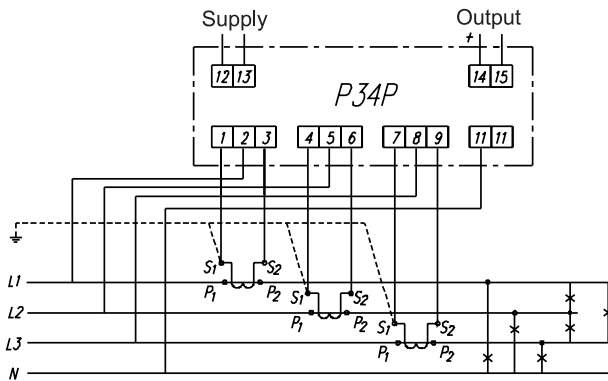 Supply Output
+
12 13 14 15
P34P
1 2 3 4 5 6 7 8 9 11 11
S1 S2
L1
P1 P2 S1 S2
L2
P1 P2 S1 S2
L3
P1 P2
N